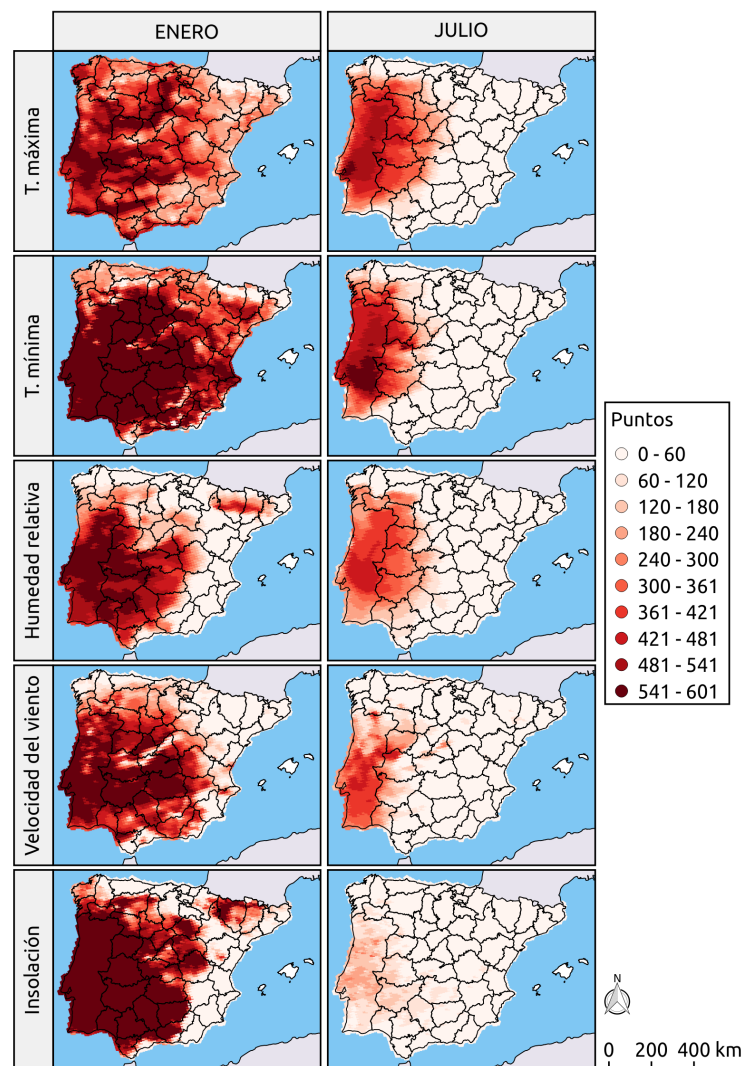 ENERO
JULIO
T. máxima
T. mínima
Humedad relativa
Velocidad del viento
Insolación
Puntos
0 - 60
60 - 120
120 - 180
180 - 240
240 - 300
300 - 361
361 - 421
421 - 481
481 - 541
541 - 601
N
0 200 400 km